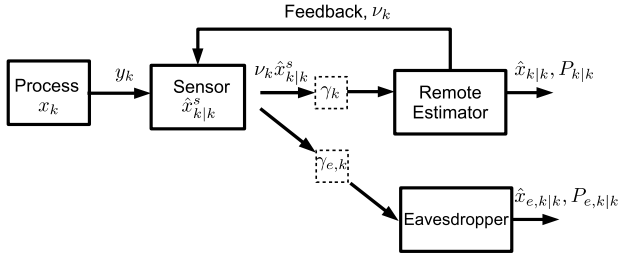 Feedback, ν_k
Process
x_k
y_k
Sensor
x̂^s_{k|k}
ν_k x̂^s_{k|k}
γ_k
Remote
Estimator
x̂_{k|k}, P_{k|k}
γ_{e,k}
Eavesdropper
x̂_{e,k|k}, P_{e,k|k}